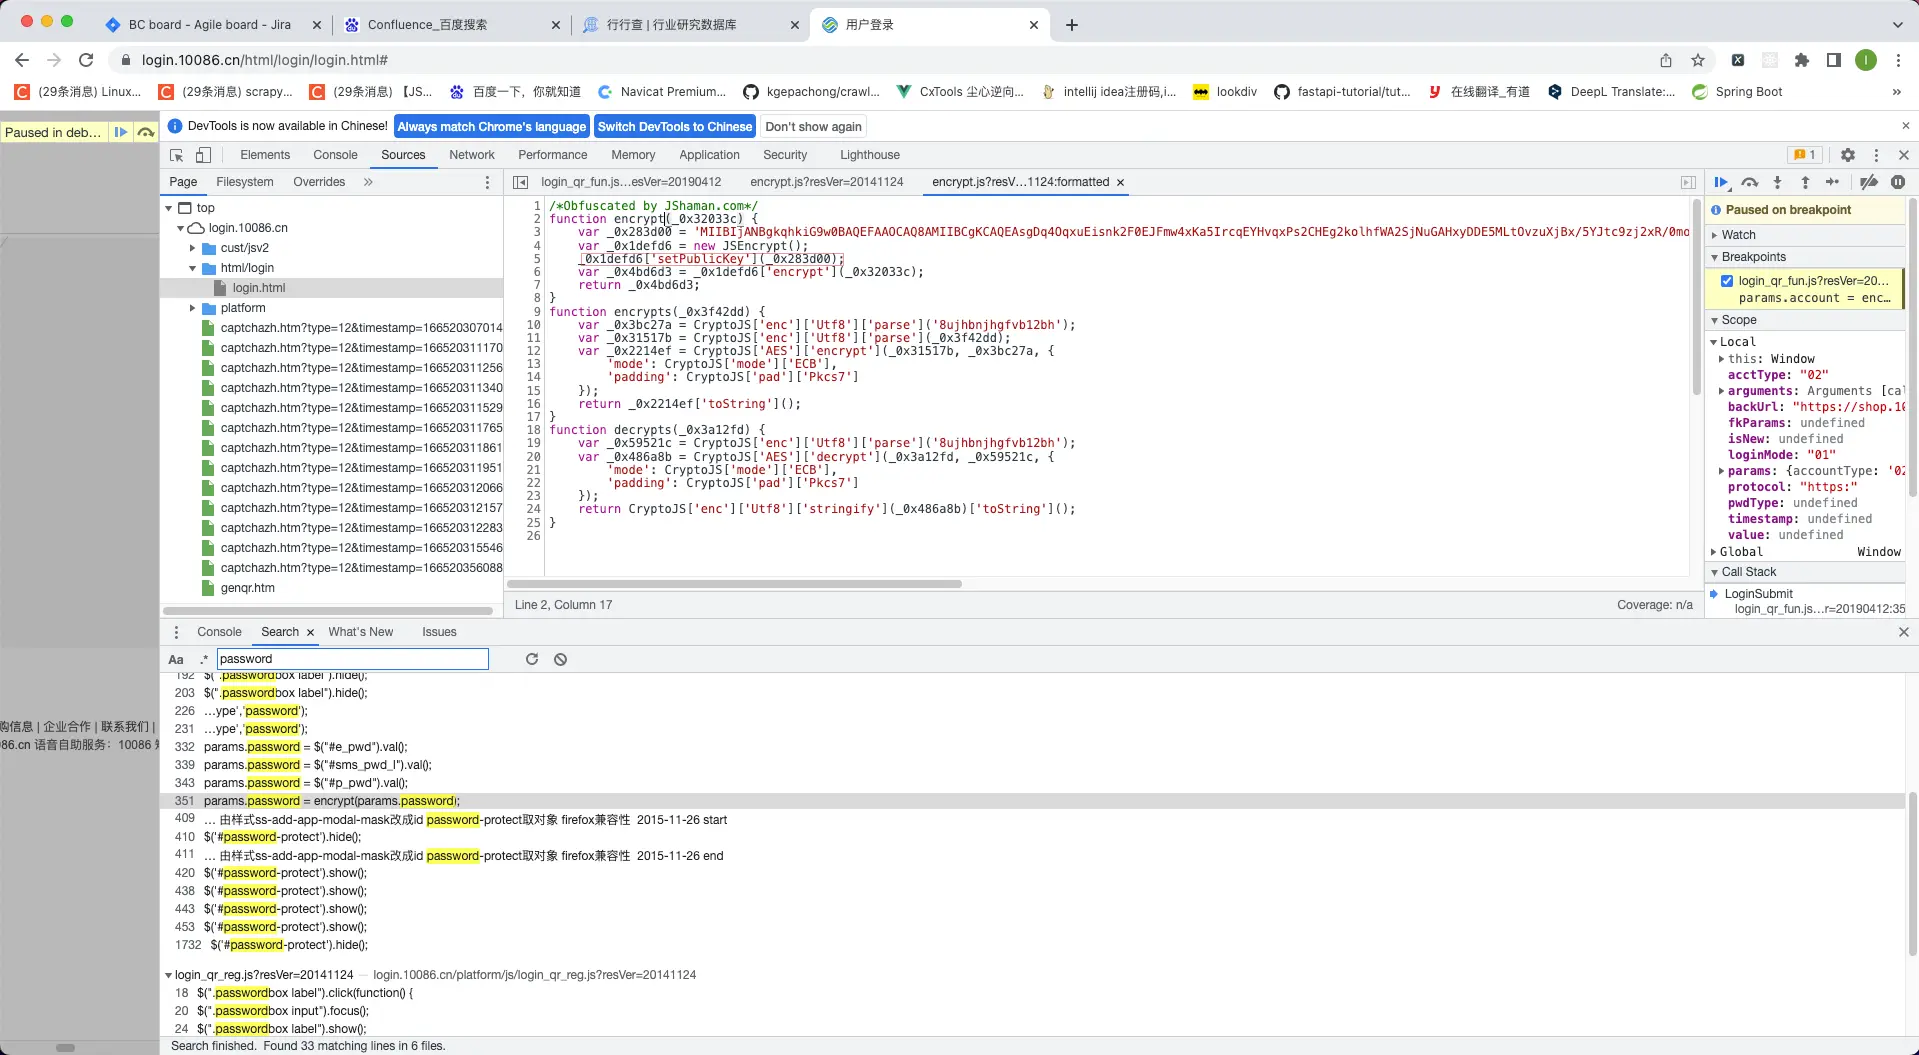 BC board - Agile board - Jira
Confluence_百度搜索
行行查 | 行业研究数据库
用户登录
login.10086.cn/html/login/login.html#
I
(29条消息) Linux...
(29条消息) scrapy...
(29条消息) 【JS...
百度一下，你就知道
Navicat Premium...
kgepachong/crawl...
CxTools 尘心逆向...
intellij idea注册码,i...
lookdiv
fastapi-tutorial/tut...
在线翻译_有道
DeepL Translate:...
Spring Boot
»
Paused in deb...
DevTools is now available in Chinese!
Always match Chrome's language
Switch DevTools to Chinese
Don't show again
Elements Console Sources Network Performance Memory Application Security Lighthouse
1
Page Filesystem Overrides »
login_qr_fun.js...esVer=20190412
encrypt.js?resVer=20141124
encrypt.js?resV...1124:formatted
top
login.10086.cn
cust/jsv2
html/login
login.html
platform
captchazh.htm?type=12&timestamp=166520307014
captchazh.htm?type=12&timestamp=166520311170
captchazh.htm?type=12&timestamp=166520311256
captchazh.htm?type=12&timestamp=166520311340
captchazh.htm?type=12&timestamp=166520311529
captchazh.htm?type=12&timestamp=166520311765
captchazh.htm?type=12&timestamp=166520311861
captchazh.htm?type=12&timestamp=166520311951
captchazh.htm?type=12&timestamp=166520312066
captchazh.htm?type=12&timestamp=166520312157
captchazh.htm?type=12&timestamp=166520312283
captchazh.htm?type=12&timestamp=166520315546
captchazh.htm?type=12&timestamp=166520356088
genqr.htm
1 /*Obfuscated by JShaman.com*/
2 function encrypt(_0x32033c) {
3 var _0x283d00 = 'MIIBIjANBgkqhkiG9w0BAQEFAAOCAQ8AMIIBCgKCAQEAsgDq4OqxuEisnk2F0EJFmw4xKa5IrcqEYHvqxPs2CHEg2kolhfWA2SjNuGAHxyDDE5MLtOvzuXjBx/5YJtc9zj2xR/0mo
4 var _0x1defd6 = new JSEncrypt();
5 _0x1defd6['setPublicKey'](_0x283d00);
6 var _0x4bd6d3 = _0x1defd6['encrypt'](_0x32033c);
7 return _0x4bd6d3;
8 }
9 function encrypts(_0x3f42dd) {
10 var _0x3bc27a = CryptoJS['enc']['Utf8']['parse']('8ujhbnjhgfvb12bh');
11 var _0x31517b = CryptoJS['enc']['Utf8']['parse'](_0x3f42dd);
12 var _0x2214ef = CryptoJS['AES']['encrypt'](_0x31517b, _0x3bc27a, {
13 'mode': CryptoJS['mode']['ECB'],
14 'padding': CryptoJS['pad']['Pkcs7']
15 });
16 return _0x2214ef['toString']();
17 }
18 function decrypts(_0x3a12fd) {
19 var _0x59521c = CryptoJS['enc']['Utf8']['parse']('8ujhbnjhgfvb12bh');
20 var _0x486a8b = CryptoJS['AES']['decrypt'](_0x3a12fd, _0x59521c, {
21 'mode': CryptoJS['mode']['ECB'],
22 'padding': CryptoJS['pad']['Pkcs7']
23 });
24 return CryptoJS['enc']['Utf8']['stringify'](_0x486a8b)['toString']();
25 }
26
Line 2, Column 17
Coverage: n/a
Paused on breakpoint
Watch
Breakpoints
login_qr_fun.js?resVer=20...
params.account = enc...
Scope
Local
this: Window
acctType: "02"
arguments: Arguments [cal
backUrl: "https://shop.10
fkParams: undefined
isNew: undefined
loginMode: "01"
params: {accountType: '02
protocol: "https:"
pwdType: undefined
timestamp: undefined
value: undefined
Global Window
Call Stack
LoginSubmit
login_qr_fun.js...r=20190412:35
Console Search What's New Issues
Aa .* password
192 $(".passwordbox label").hide();
203 $(".passwordbox label").hide();
226 ...ype','password');
231 ...ype','password');
332 params.password = $("#e_pwd").val();
339 params.password = $("#sms_pwd_l").val();
343 params.password = $("#p_pwd").val();
351 params.password = encrypt(params.password);
409 ... 由样式ss-add-app-modal-mask改成id password-protect取对象 firefox兼容性 2015-11-26 start
410 $('#password-protect').hide();
411 ... 由样式ss-add-app-modal-mask改成id password-protect取对象 firefox兼容性 2015-11-26 end
420 $('#password-protect').show();
438 $('#password-protect').show();
443 $('#password-protect').show();
453 $('#password-protect').show();
1732 $('#password-protect').hide();
login_qr_reg.js?resVer=20141124 — login.10086.cn/platform/js/login_qr_reg.js?resVer=20141124
18 $(".passwordbox label").click(function() {
20 $(".passwordbox input").focus();
24 $(".passwordbox label").show();
Search finished. Found 33 matching lines in 6 files.
购信息 | 企业合作 | 联系我们 |
86.cn 语音自助服务：10086